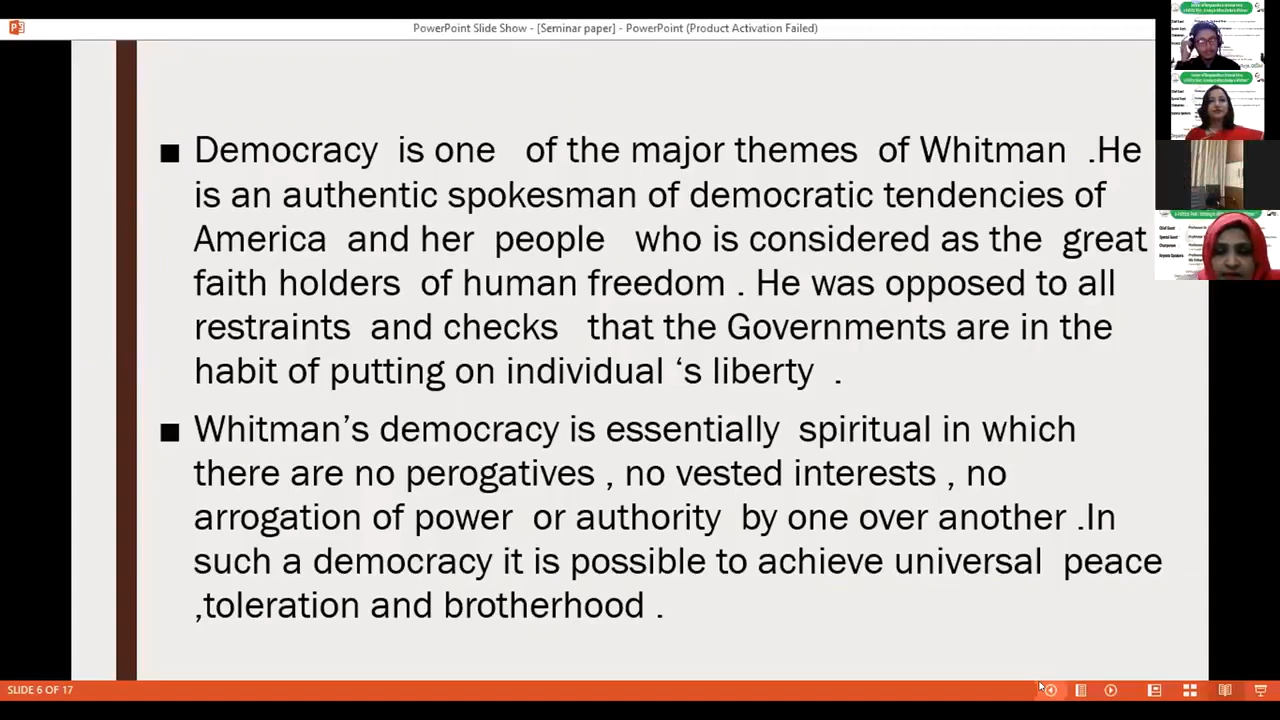 PowerPoint Slide Show - [Seminar paper] - PowerPoint (Product Activation Failed)
■ Democracy  is one   of the major themes  of Whitman  .He
is an authentic spokesman of democratic tendencies of
America  and her  people   who is considered as the  great
faith holders  of human freedom . He was opposed to all
restraints  and checks   that the Governments are in the
habit of putting on individual ‘s liberty  .
■ Whitman’s democracy is essentially  spiritual in which
there are no perogatives , no vested interests , no
arrogation of power  or authority  by one over another .In
such a democracy it is possible to achieve universal  peace
,toleration and brotherhood .
SLIDE 6 OF 17